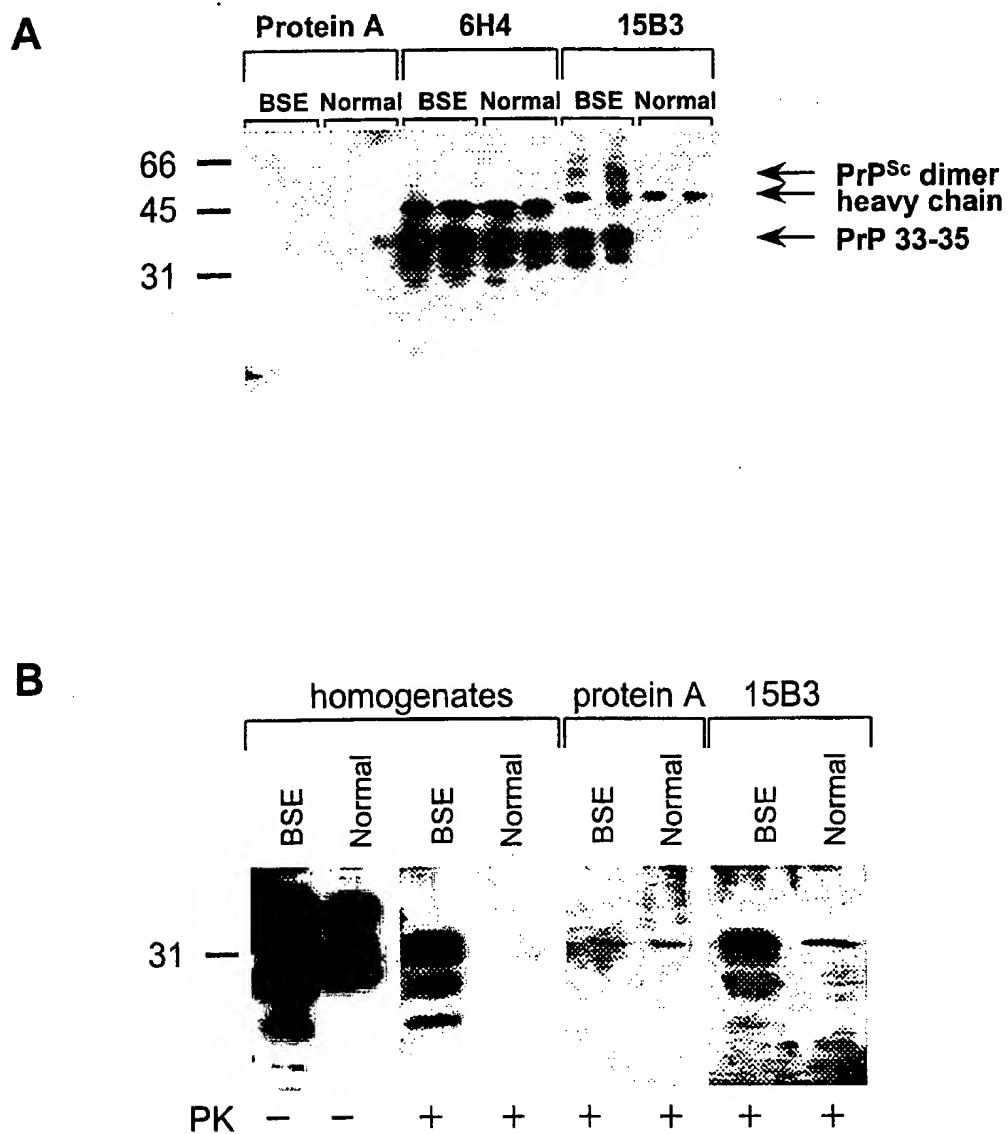 A
Protein A 6H4 15B3
BSE Normal BSE Normal BSE Normal
66
45
31
PrPSc dimer
heavy chain
PrP 33-35
B
homogenates protein A 15B3
BSE Normal BSE Normal BSE Normal BSE Normal
31
PK − − + + + + + +